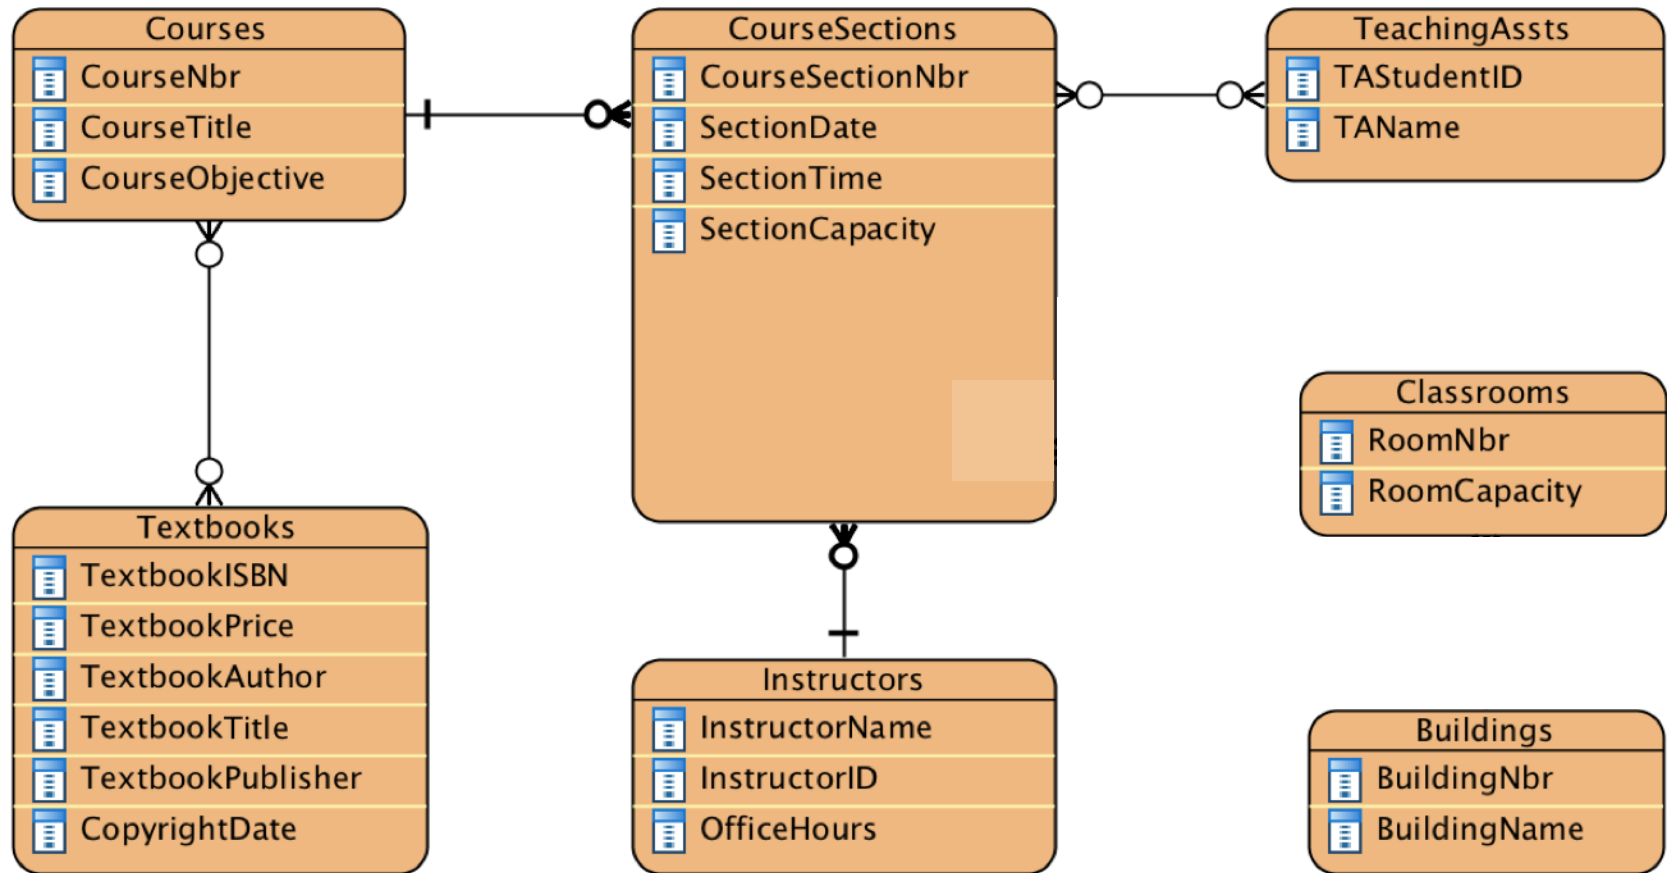 Courses
CourseNbr
CourseTitle
CourseObjective
CourseSections
CourseSectionNbr
SectionDate
SectionTime
SectionCapacity
TeachingAssts
TAStudentID
TAName
Classrooms
RoomNbr
RoomCapacity
Textbooks
TextbookISBN
TextbookPrice
TextbookAuthor
TextbookTitle
TextbookPublisher
CopyrightDate
Instructors
InstructorName
InstructorID
OfficeHours
Buildings
BuildingNbr
BuildingName